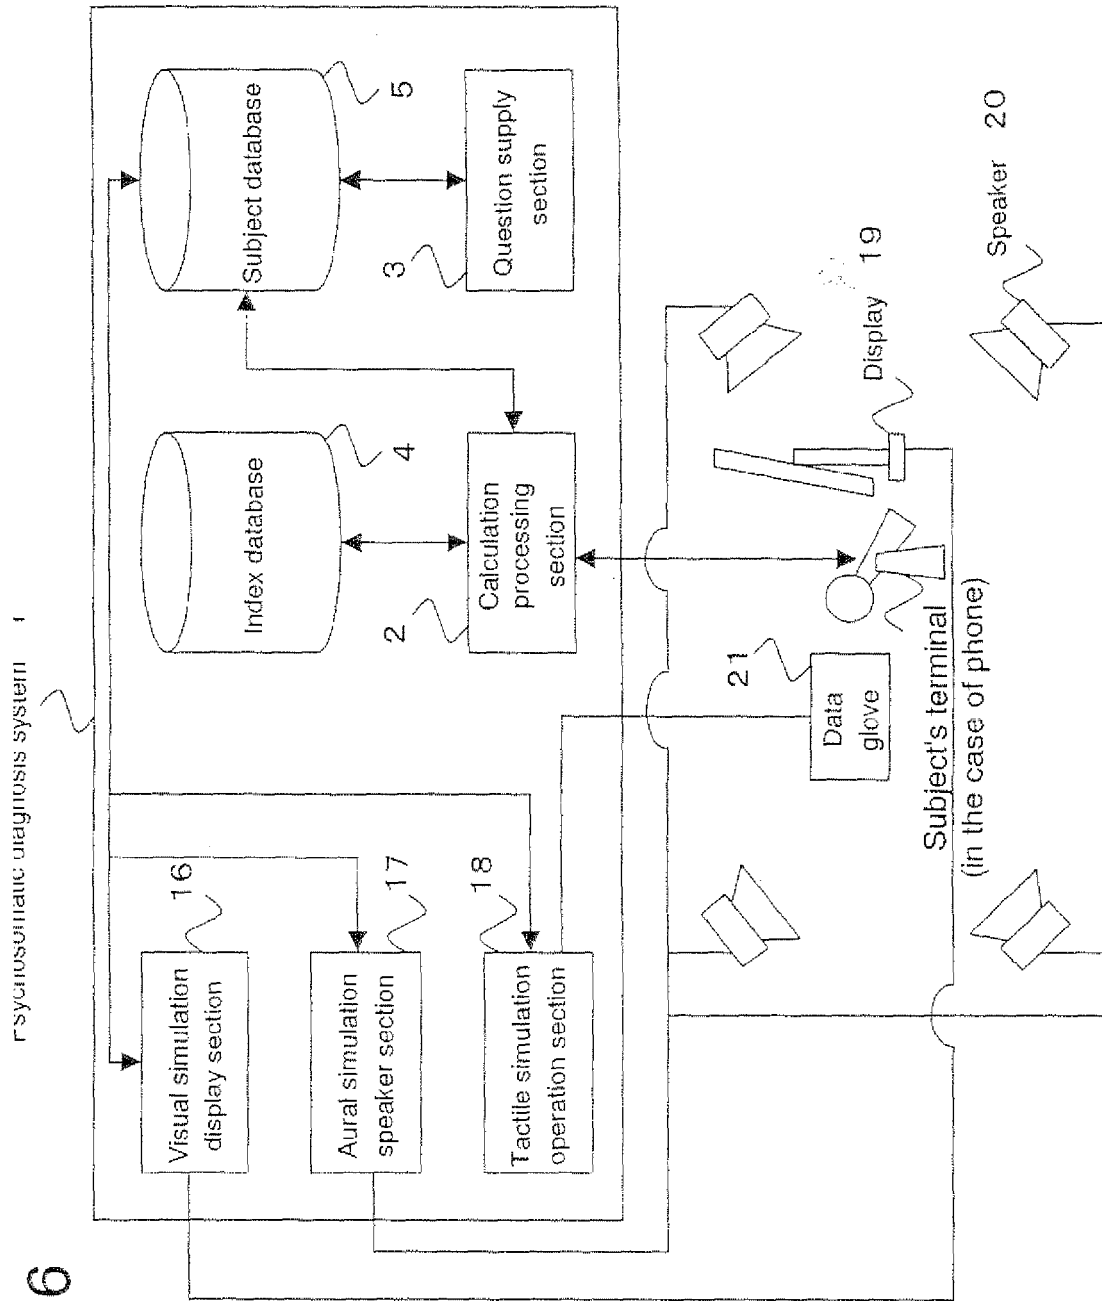 6
Psychosomatic diagnosis system 1
Visual simulation
display section
16
Aural simulation
speaker section
17
Tactile simulation
operation section
18
Index database
4
Subject database
5
2
Calculation
processing
section
3
Question supply
section
21
Data
glove
Subject's terminal
(in the case of phone)
Display 19
Speaker 20